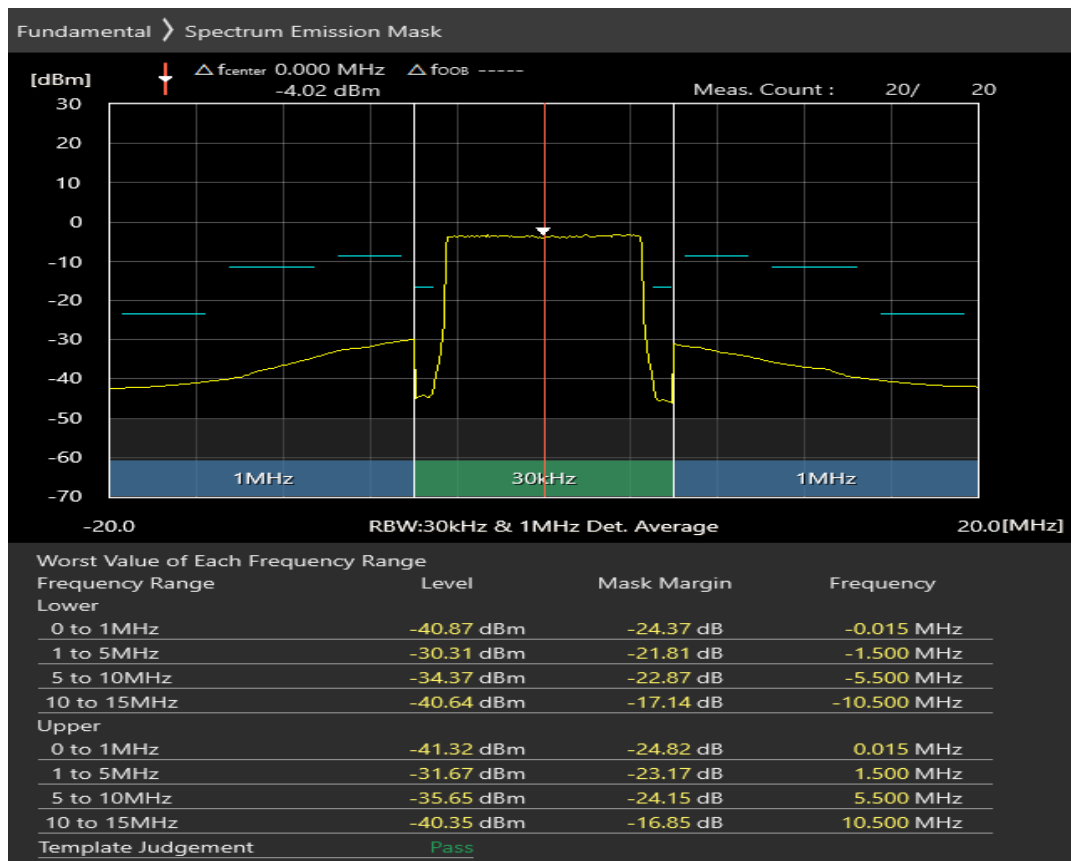 Fundamental ❯ Spectrum Emission Mask
[dBm] △ fcenter 0.000 MHz △ fOOB -----
-4.02 dBm Meas. Count : 20/ 20
30
20
10
0
-10
-20
-30
-40
-50
-60
-70
1MHz 30kHz 1MHz
-20.0 RBW:30kHz & 1MHz Det. Average 20.0[MHz]
Worst Value of Each Frequency Range
Frequency Range Level Mask Margin Frequency
Lower
0 to 1MHz -40.87 dBm -24.37 dB -0.015 MHz
1 to 5MHz -30.31 dBm -21.81 dB -1.500 MHz
5 to 10MHz -34.37 dBm -22.87 dB -5.500 MHz
10 to 15MHz -40.64 dBm -17.14 dB -10.500 MHz
Upper
0 to 1MHz -41.32 dBm -24.82 dB 0.015 MHz
1 to 5MHz -31.67 dBm -23.17 dB 1.500 MHz
5 to 10MHz -35.65 dBm -24.15 dB 5.500 MHz
10 to 15MHz -40.35 dBm -16.85 dB 10.500 MHz
Template Judgement Pass